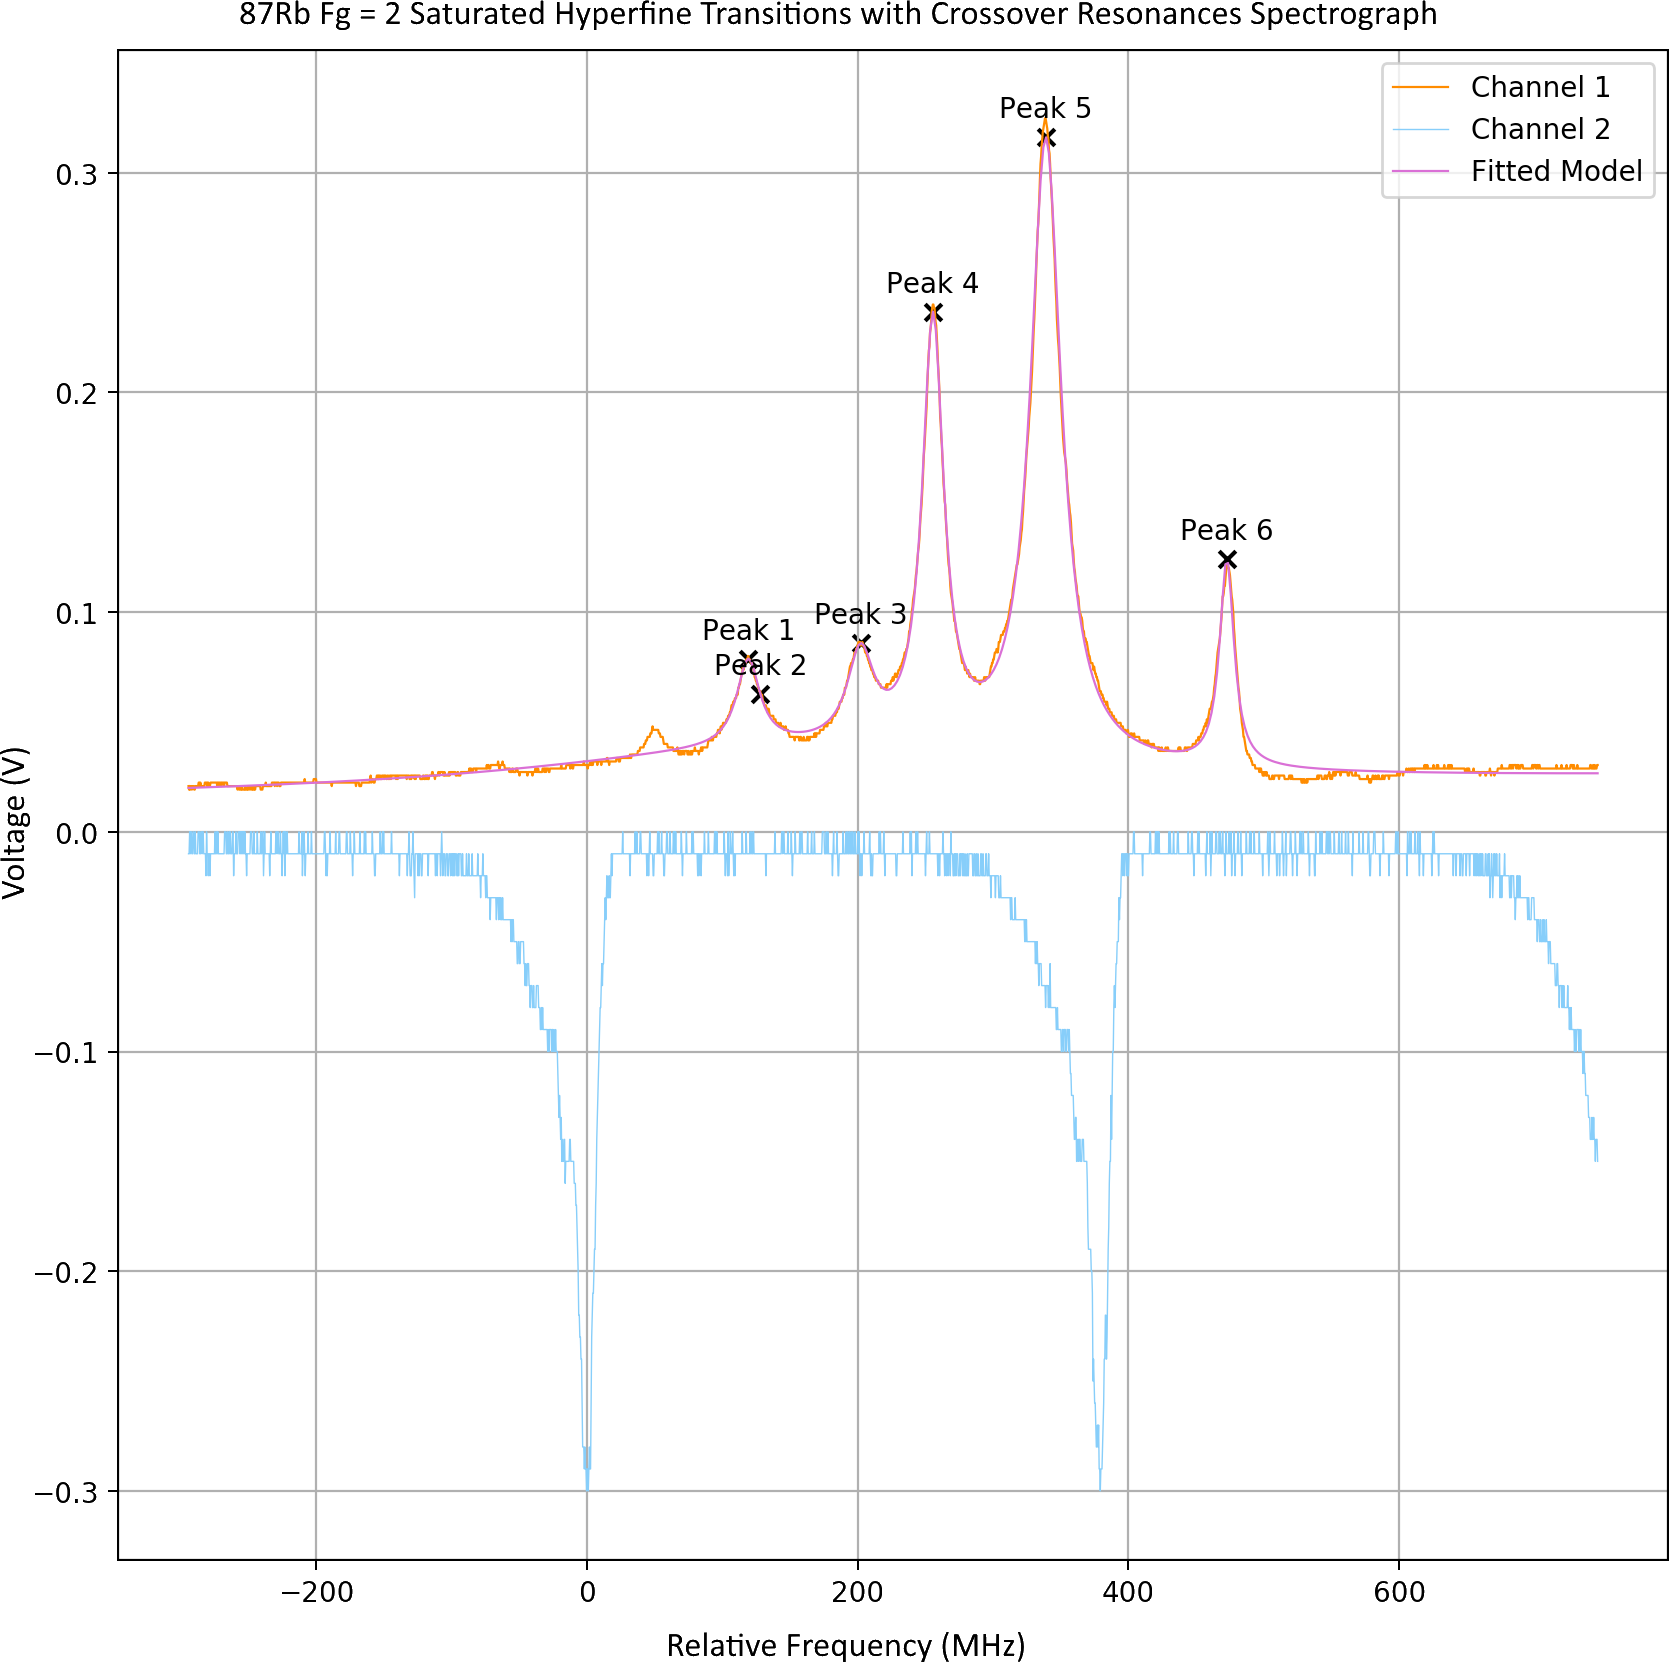 87Rb Fg = 2 Saturated Hyperfine Transitions with Crossover Resonances Spectrograph
Channel 1
Channel 2
Fitted Model
Peak 5
Peak 4
Peak 6
Peak 3
Peak 1
Peak 2
Voltage (V)
0.3
0.2
0.1
0.0
−0.1
−0.2
−0.3
−200
0
200
400
600
Relative Frequency (MHz)